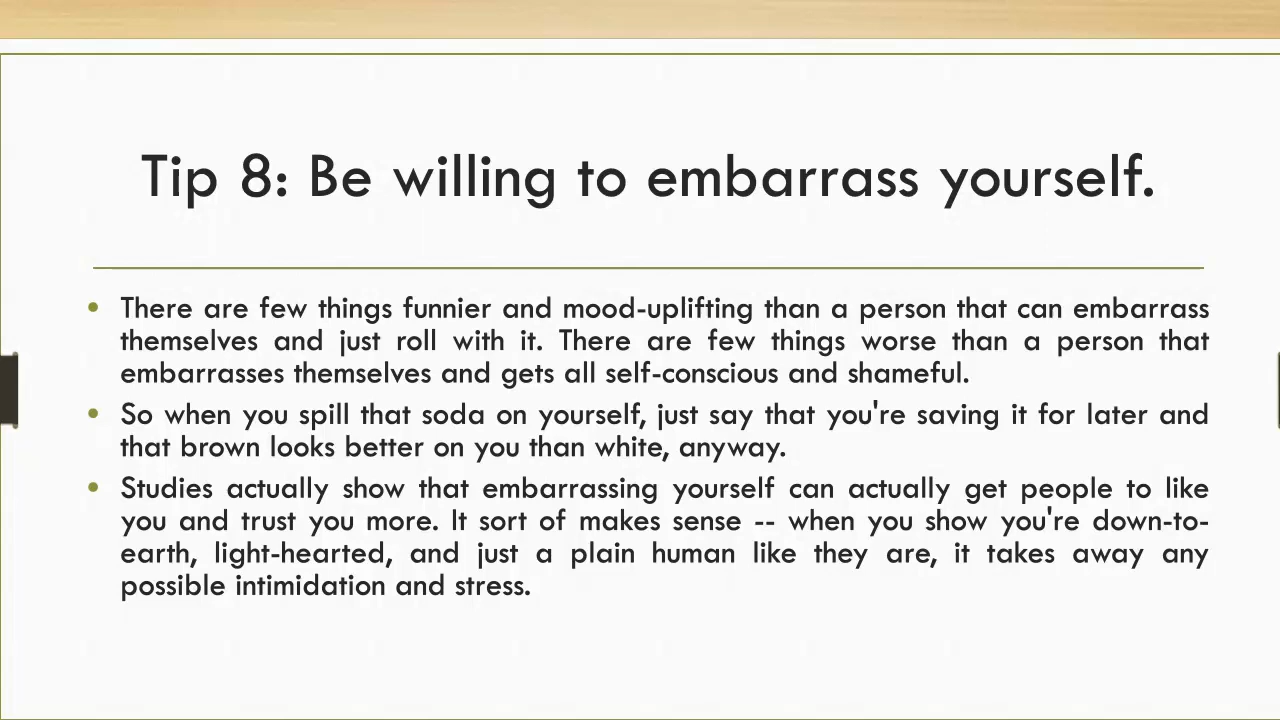 Tip 8: Be willing to embarrass yourself.
• There are few things funnier and mood-uplifting than a person that can embarrass
themselves and just roll with it. There are few things worse than a person that
embarrasses themselves and gets all self-conscious and shameful.
• So when you spill that soda on yourself, just say that you're saving it for later and
that brown looks better on you than white, anyway.
• Studies actually show that embarrassing yourself can actually get people to like
you and trust you more. It sort of makes sense -- when you show you're down-to-
earth, light-hearted, and just a plain human like they are, it takes away any
possible intimidation and stress.